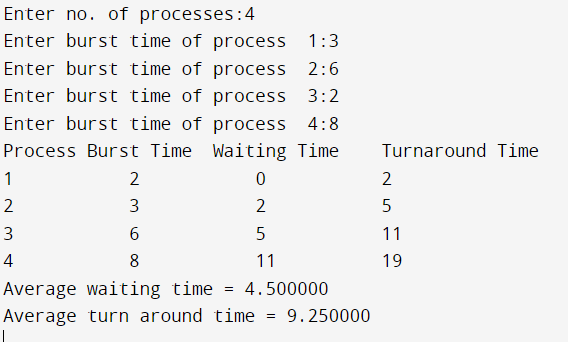 Enter no. of processes:4
Enter burst time of process  1:3
Enter burst time of process  2:6
Enter burst time of process  3:2
Enter burst time of process  4:8
Process Burst Time  Waiting Time    Turnaround Time
1           2           0           2
2           3           2           5
3           6           5           11
4           8           11          19
Average waiting time = 4.500000
Average turn around time = 9.250000